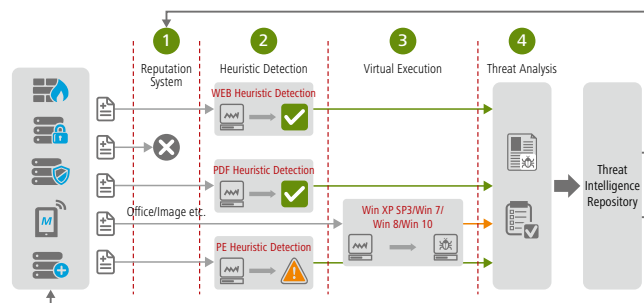 1
2
3
4
Reputation
System
Heuristic Detection
Virtual Execution
Threat Analysis
WEB Heuristic Detection
PDF Heuristic Detection
Office/Image etc.
Win XP SP3/Win 7/
Win 8/Win 10
M
PE Heuristic Detection
Threat
Intelligence
Repository